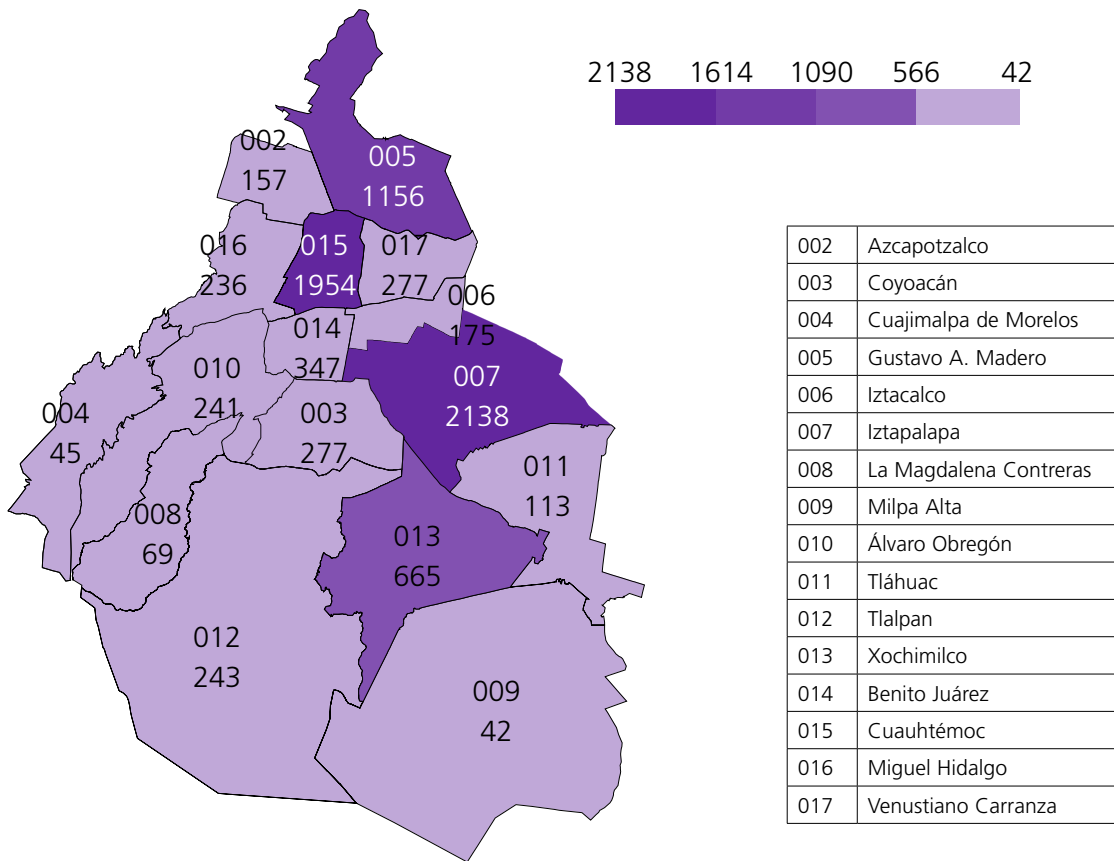 2138 1614 1090 566 42
002
157
005
1156
016
236
015
1954
017
277
006
175
014
347
010
241
007
2138
004
45
003
277
011
113
008
69
013
665
012
243
009
42
002 Azcapotzalco
003 Coyoacán
004 Cuajimalpa de Morelos
005 Gustavo A. Madero
006 Iztacalco
007 Iztapalapa
008 La Magdalena Contreras
009 Milpa Alta
010 Álvaro Obregón
011 Tláhuac
012 Tlalpan
013 Xochimilco
014 Benito Juárez
015 Cuauhtémoc
016 Miguel Hidalgo
017 Venustiano Carranza